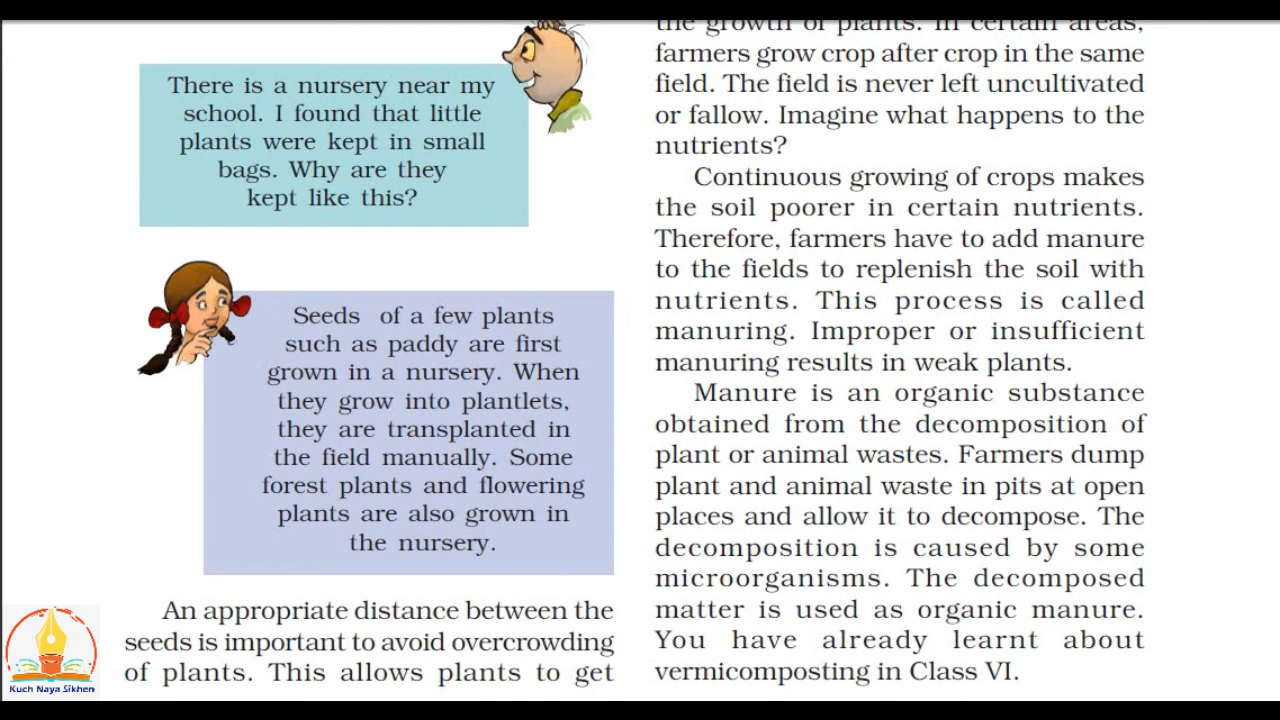 There is a nursery near my
school. I found that little
plants were kept in small
bags. Why are they
kept like this?
Seeds of a few plants
such as paddy are first
grown in a nursery. When
they grow into plantlets,
they are transplanted in
the field manually. Some
forest plants and flowering
plants are also grown in
the nursery.
An appropriate distance between the
seeds is important to avoid overcrowding
of plants. This allows plants to get
the growth of plants. In certain areas,
farmers grow crop after crop in the same
field. The field is never left uncultivated
or fallow. Imagine what happens to the
nutrients?
Continuous growing of crops makes
the soil poorer in certain nutrients.
Therefore, farmers have to add manure
to the fields to replenish the soil with
nutrients. This process is called
manuring. Improper or insufficient
manuring results in weak plants.
Manure is an organic substance
obtained from the decomposition of
plant or animal wastes. Farmers dump
plant and animal waste in pits at open
places and allow it to decompose. The
decomposition is caused by some
microorganisms. The decomposed
matter is used as organic manure.
You have already learnt about
vermicomposting in Class VI.
Kuch Naya Sikhen